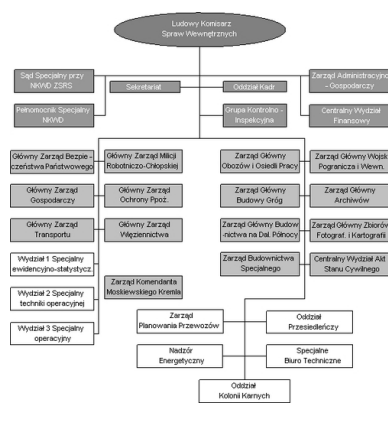 Ludowy Komisarz
Spraw Wewnętrznych
Sąd Specjalny przy
NKWD ZSRS
Sekretariat
Oddział Kadr
Zarząd Administracyjno
- Gospodarczy
Pełnomocnik Specjalny
NKWD
Grupa Kontrolno -
Inspekcyjna
Centralny Wydział
Finansowy
Główny Zarząd Bezpie -
czeństwa Państwowego
Główny Zarząd Milicji
Robotniczo-Chłopskiej
Zarząd Główny
Obozów i Osiedli Pracy
Zarząd Główny Wojsk
Pogranicza i Wewn.
Główny Zarząd
Gospodarczy
Główny Zarząd
Ochrony Ppoż.
Zarząd Główny
Budowy Gróg
Zarząd Główny
Archiwów
Główny Zarząd
Transportu
Główny Zarząd
Więziennictwa
Zarząd Główny Budow
-nictwa na Dal. Północy
Zarząd Główny Zbiorów
Fotograf. i Kartografii
Wydział 1 Specjalny
ewidencyjno-statystycz.
Zarząd Budownictwa
Specjalnego
Centralny Wydział Akt
Stanu Cywilnego
Zarząd Komendanta
Moskiewskiego Kremla
Wydział 2 Specjalny
techniki operacyjnej
Wydział 3 Specjalny
operacyjny
Zarząd
Planowania Przewozów
Oddział
Przesiedleńczy
Nadzór
Energetyczny
Specjalne
Biuro Techniczne
Oddział
Kolonii Karnych